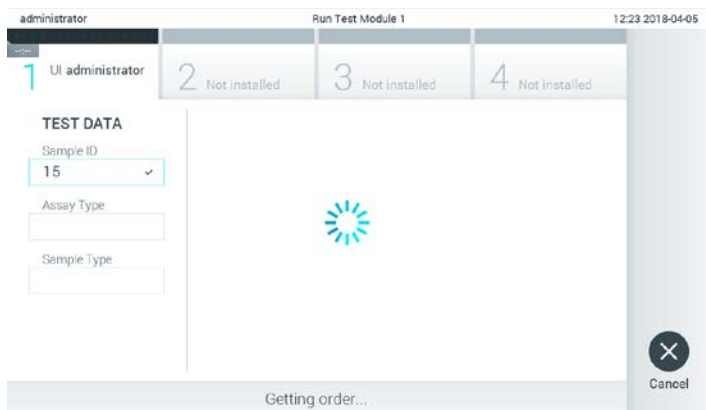 administrator Run Test Module 1 12:23 2018-04-05
1 UI administrator 2 Not installed 3 Not installed 4 Not installed
TEST DATA
Sample ID
15
Assay Type
Sample Type
Cancel
Getting order...